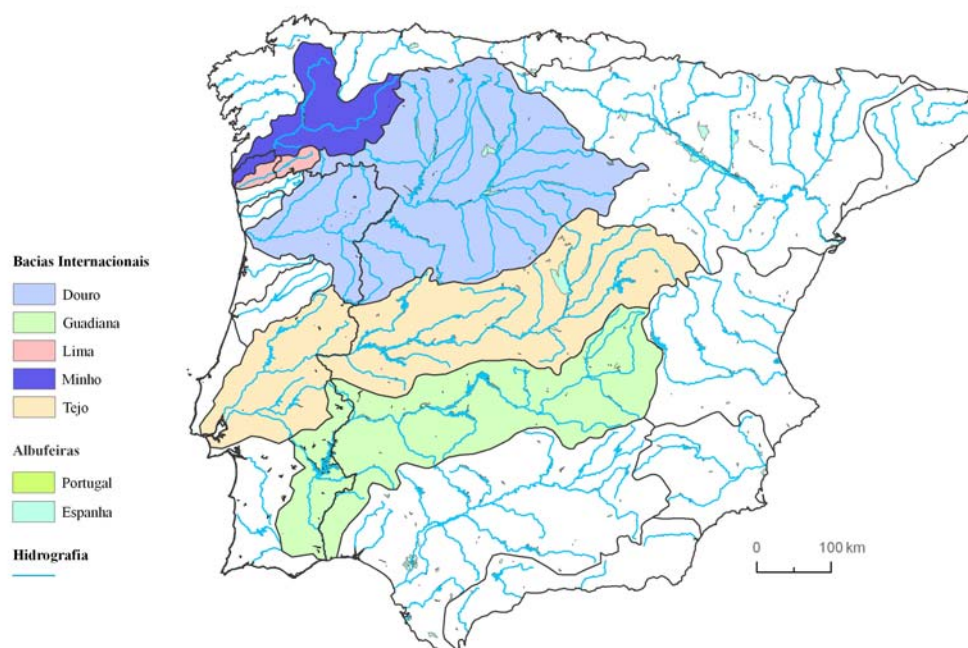 Bacias Internacionais
Douro
Guadiana
Lima
Minho
Tejo
Albufeiras
Portugal
Espanha
Hidrografia
0 100 km